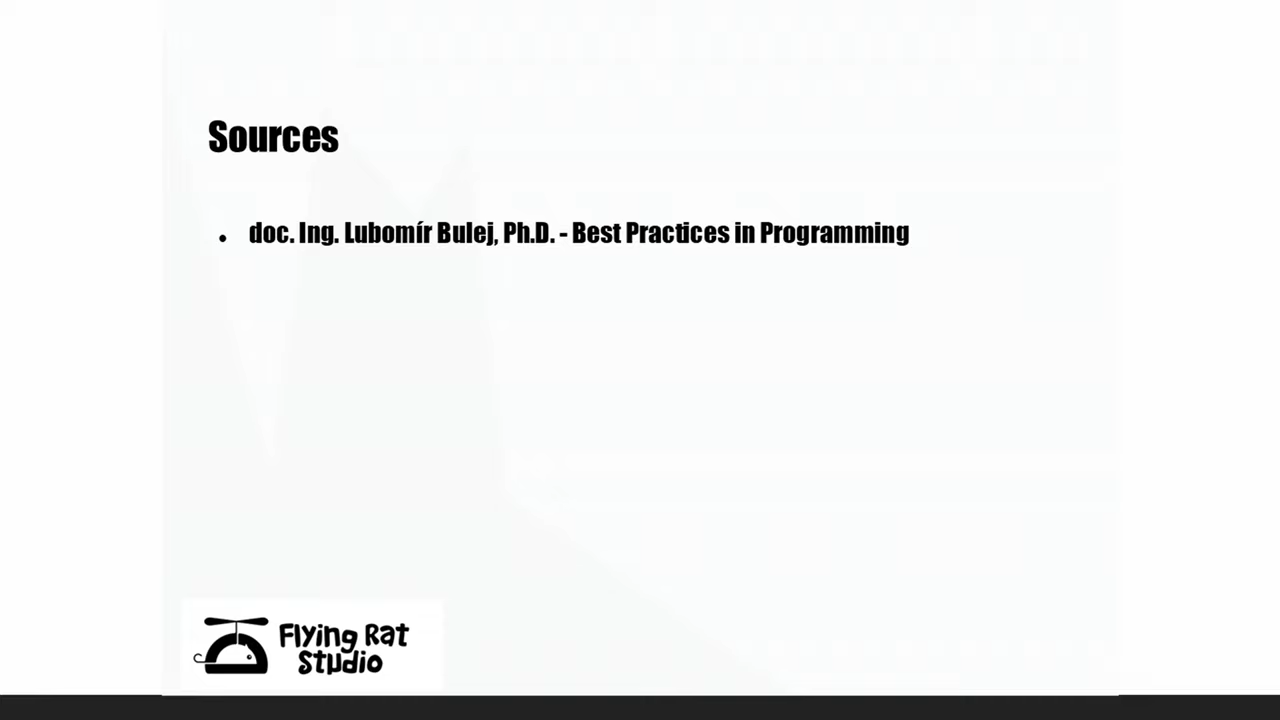 Sources
• doc. Ing. Lubomír Bulej, Ph.D. - Best Practices in Programming
Flying Rat
Studio